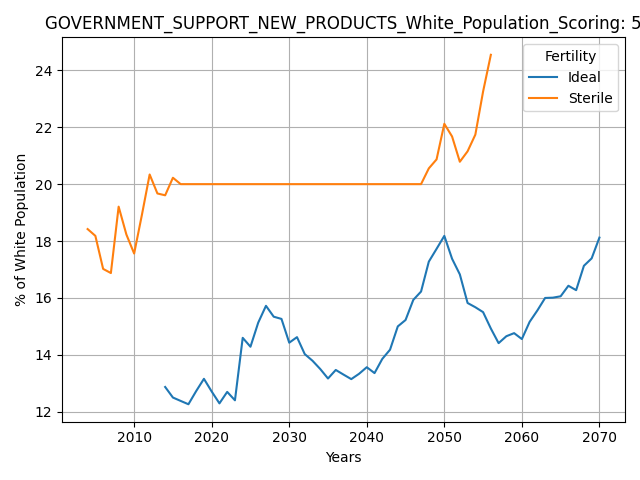 GOVERNMENT_SUPPORT_NEW_PRODUCTS_White_Population_Scoring: 5
Fertility
Ideal
Sterile
% of White Population
24
22
20
18
16
14
12
2010 2020 2030 2040 2050 2060 2070
Years